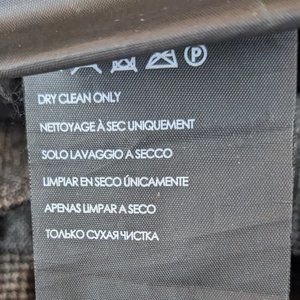 P
DRY CLEAN ONLY
NETTOYAGE À SEC UNIQUEMENT
SOLO LAVAGGIO A SECCO
LIMPIAR EN SECO ÚNICAMENTE
APENAS LIMPAR A SECO
ТОЛЬКО СУХАЯ ЧИСТКА